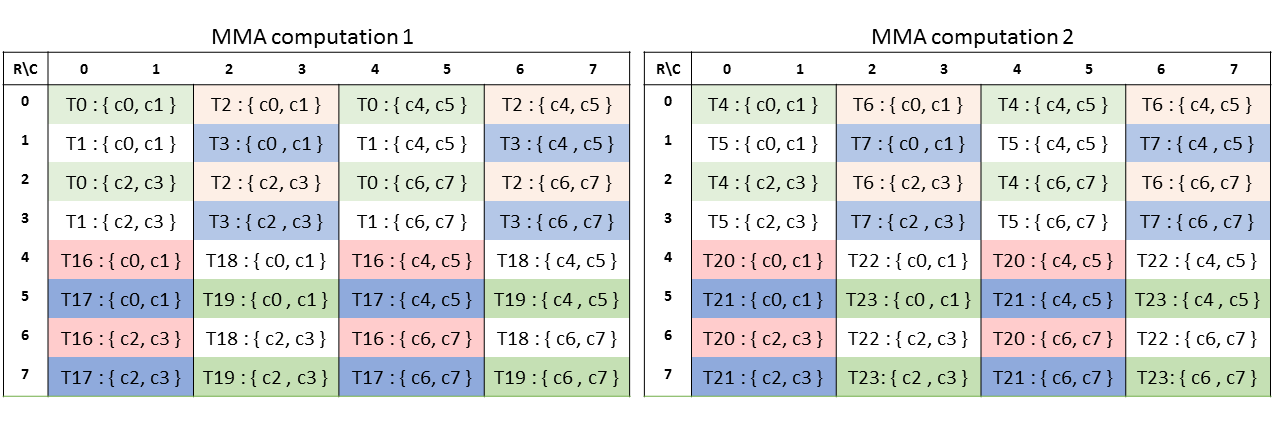 MMA computation 1
R\C 0 1 2 3 4 5 6 7
0 T0 : { c0, c1 } T2 : { c0, c1 } T0 : { c4, c5 } T2 : { c4, c5 }
1 T1 : { c0, c1 } T3 : { c0 , c1 } T1 : { c4, c5 } T3 : { c4 , c5 }
2 T0 : { c2, c3 } T2 : { c2, c3 } T0 : { c6, c7 } T2 : { c6, c7 }
3 T1 : { c2, c3 } T3 : { c2 , c3 } T1 : { c6, c7 } T3 : { c6 , c7 }
4 T16 : { c0, c1 } T18 : { c0, c1 } T16 : { c4, c5 } T18 : { c4, c5 }
5 T17 : { c0, c1 } T19 : { c0 , c1 } T17 : { c4, c5 } T19 : { c4 , c5 }
6 T16 : { c2, c3 } T18 : { c2, c3 } T16 : { c6, c7 } T18 : { c6, c7 }
7 T17 : { c2, c3 } T19 : { c2 , c3 } T17 : { c6, c7 } T19 : { c6 , c7 }
MMA computation 2
R\C 0 1 2 3 4 5 6 7
0 T4 : { c0, c1 } T6 : { c0, c1 } T4 : { c4, c5 } T6 : { c4, c5 }
1 T5 : { c0, c1 } T7 : { c0 , c1 } T5 : { c4, c5 } T7 : { c4 , c5 }
2 T4 : { c2, c3 } T6 : { c2, c3 } T4 : { c6, c7 } T6 : { c6, c7 }
3 T5 : { c2, c3 } T7 : { c2 , c3 } T5 : { c6, c7 } T7 : { c6 , c7 }
4 T20 : { c0, c1 } T22 : { c0, c1 } T20 : { c4, c5 } T22 : { c4, c5 }
5 T21 : { c0, c1 } T23 : { c0 , c1 } T21 : { c4, c5 } T23 : { c4 , c5 }
6 T20 : { c2, c3 } T22 : { c2, c3 } T20 : { c6, c7 } T22 : { c6, c7 }
7 T21 : { c2, c3 } T23: { c2 , c3 } T21 : { c6, c7 } T23: { c6 , c7 }